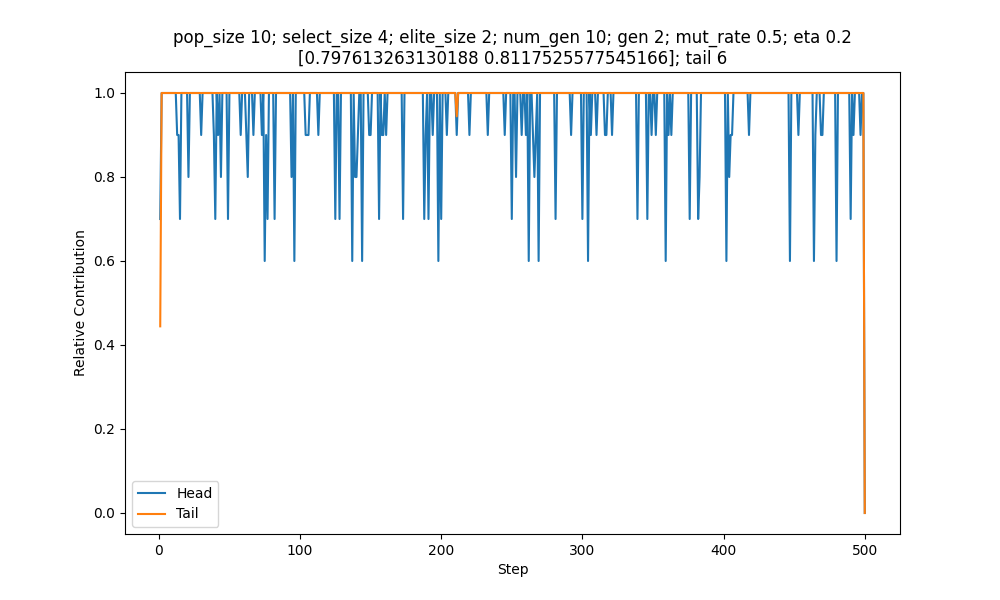 pop_size 10; select_size 4; elite_size 2; num_gen 10; gen 2; mut_rate 0.5; eta 0.2
[0.797613263130188 0.8117525577545166]; tail 6
1.0
0.8
0.6
0.4
0.2
0.0
Relative Contribution
Head
Tail
0 100 200 300 400 500
Step